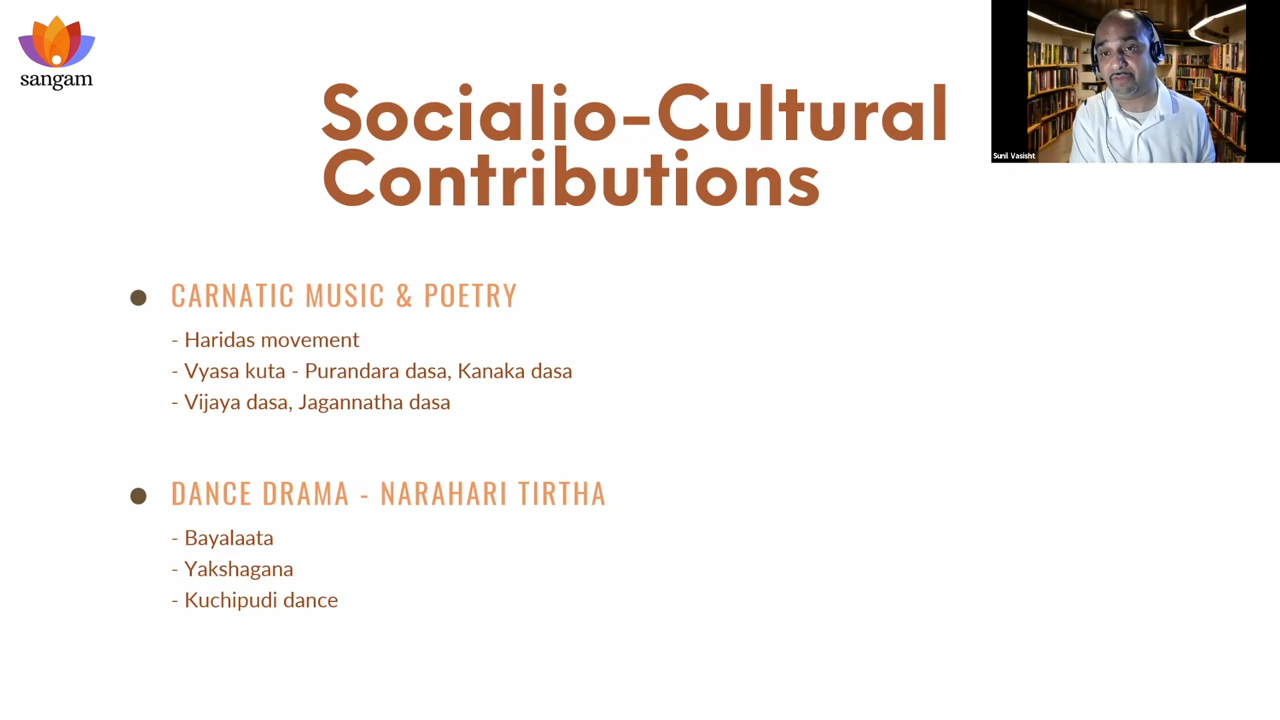 sangam
Socialio-Cultural
Contributions
Sunil Vasisht
● CARNATIC MUSIC & POETRY
- Haridas movement
- Vyasa kuta - Purandara dasa, Kanaka dasa
- Vijaya dasa, Jagannatha dasa
● DANCE DRAMA - NARAHARI TIRTHA
- Bayalaata
- Yakshagana
- Kuchipudi dance